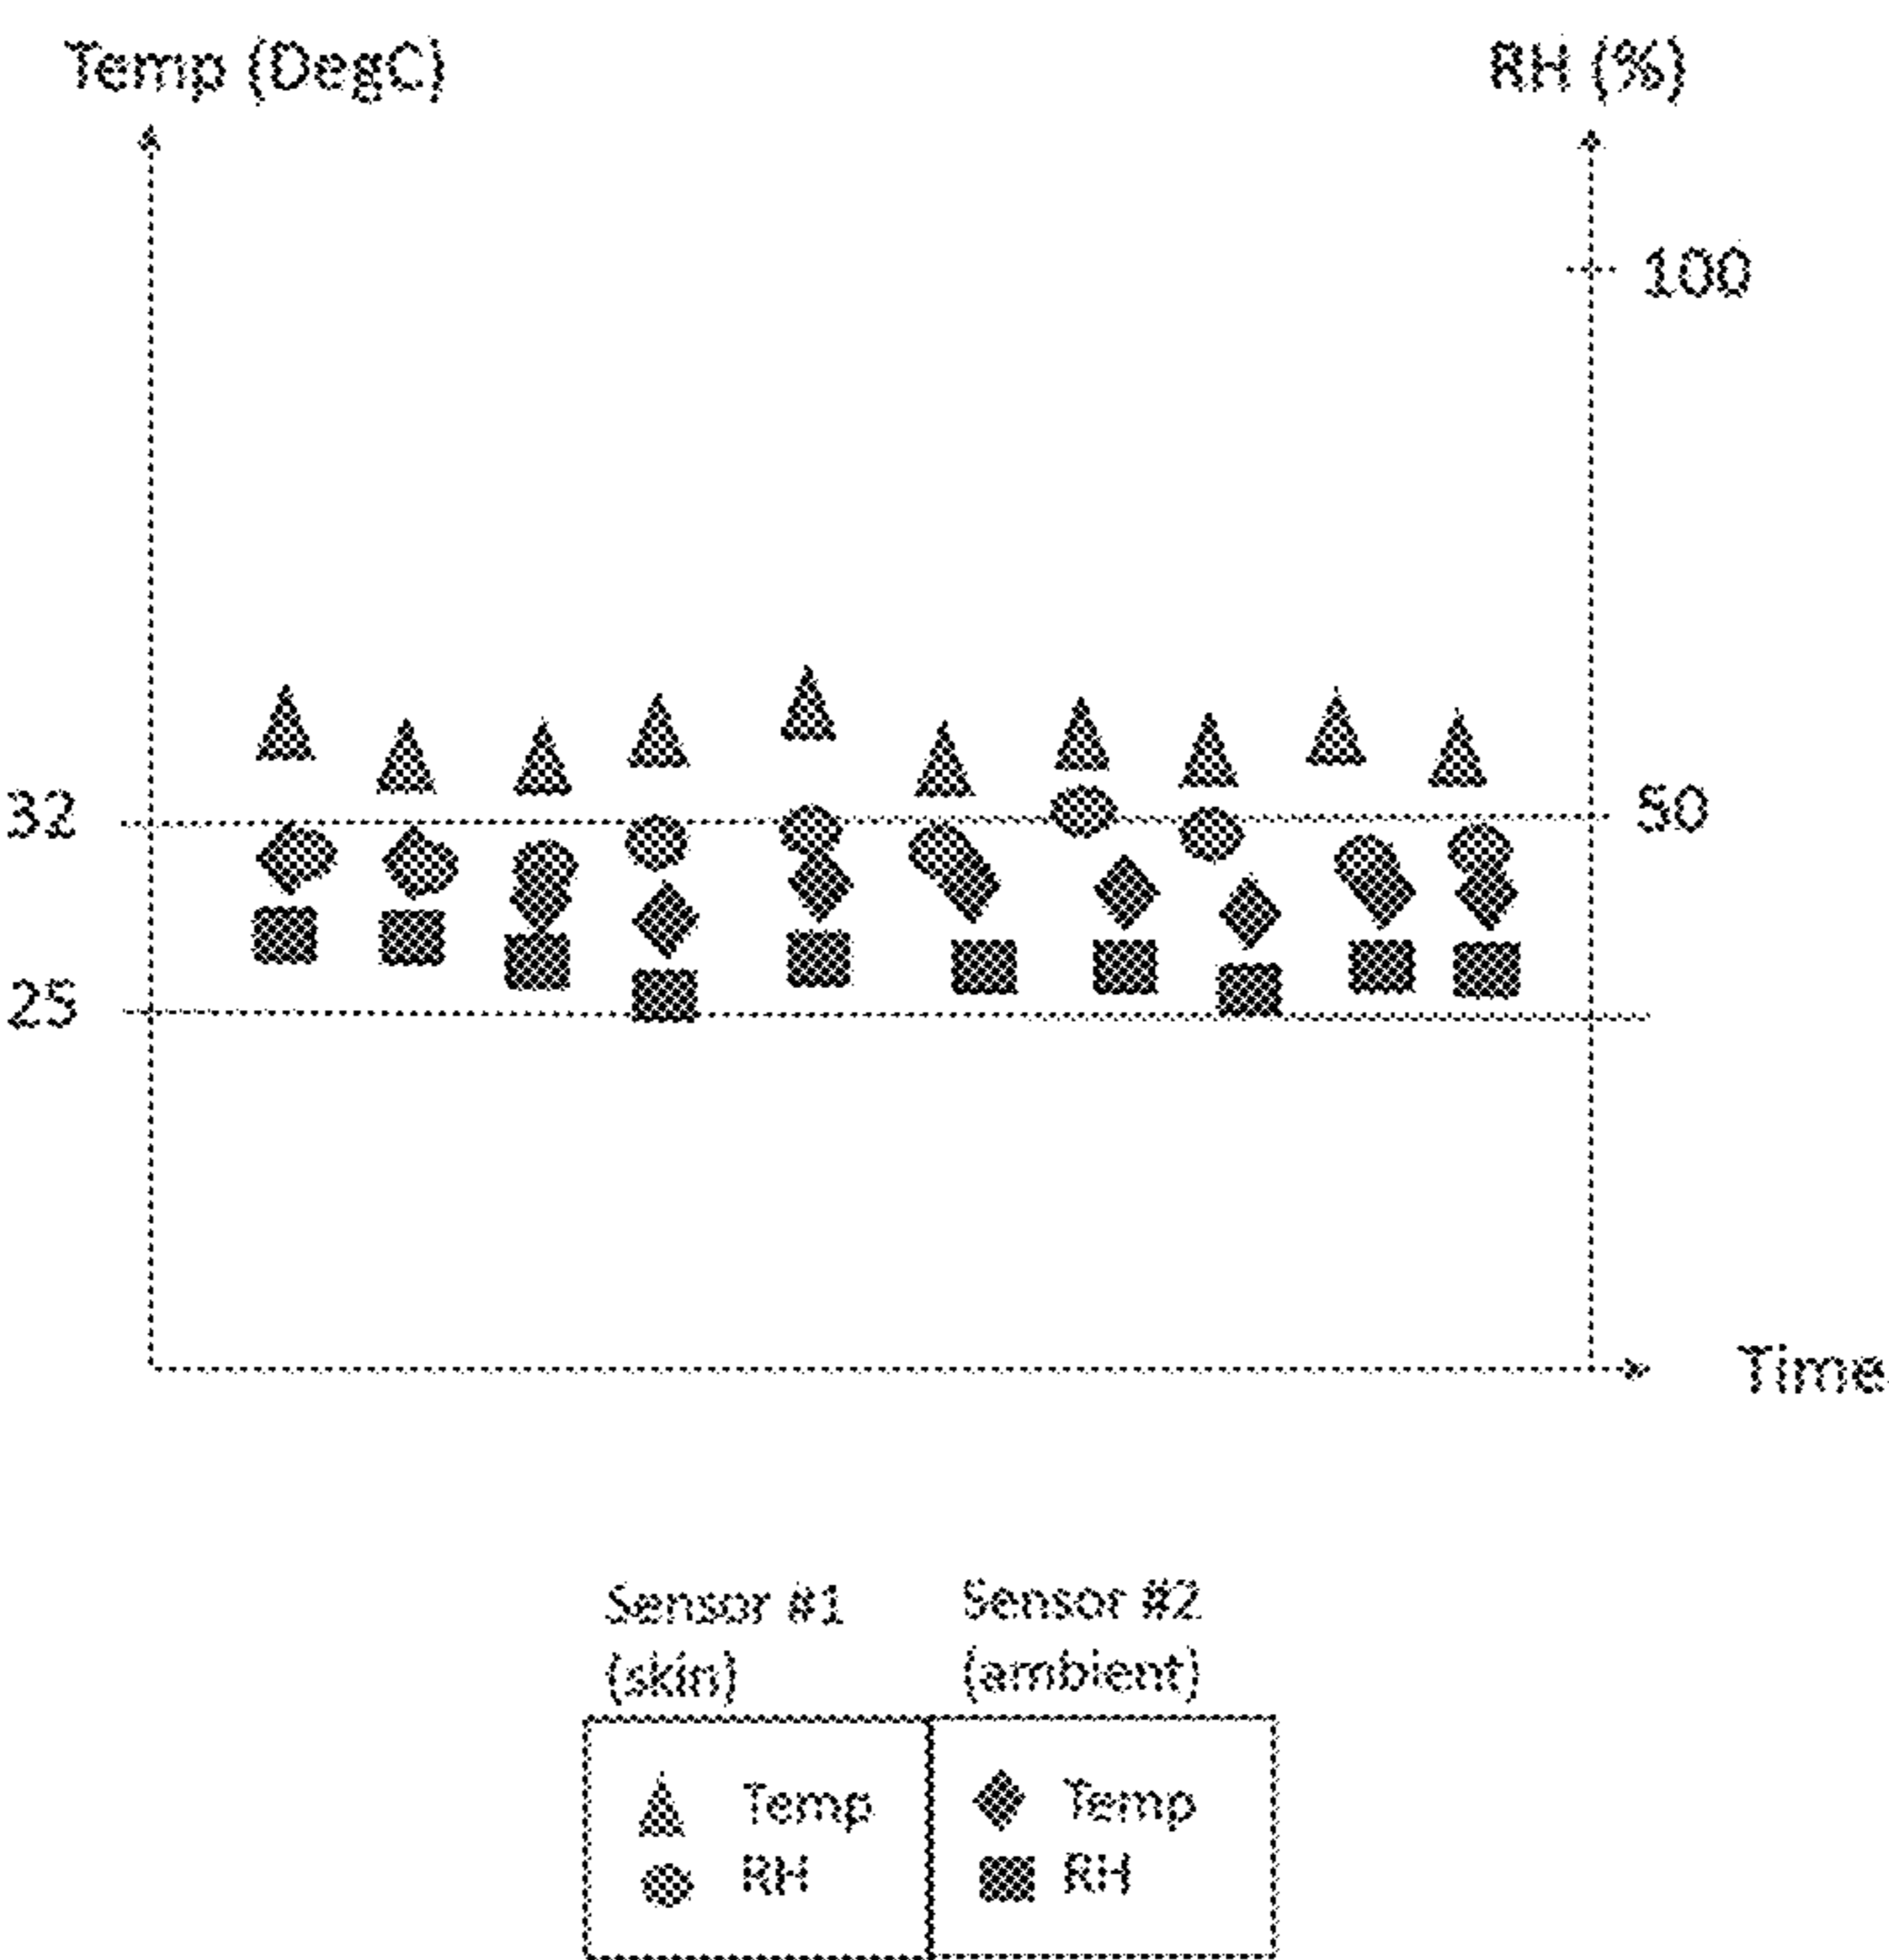 Temp (DegC) RH (%)
100
32 50
25
Time
Sensor #1 Sensor #2
(skin) (ambient)
Temp Temp
RH RH